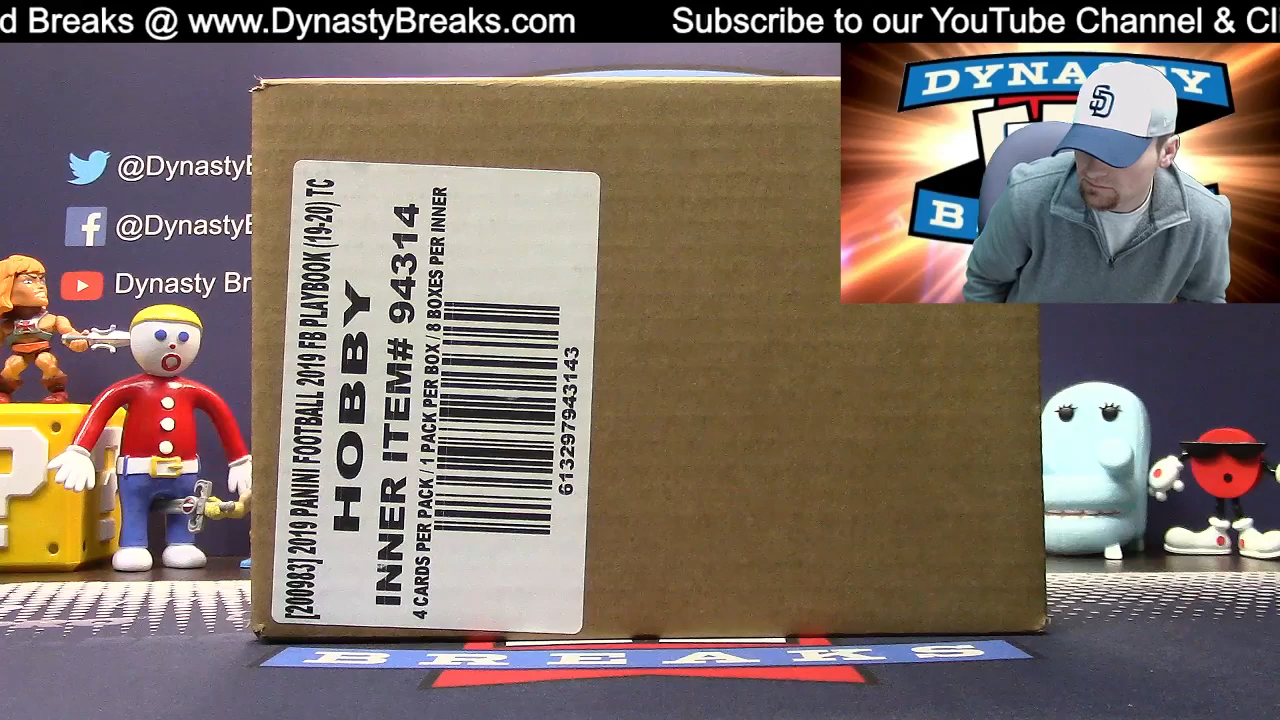 d Breaks @ www.DynastyBreaks.com
Subscribe to our YouTube Channel & Cl
DYNASTY
SD
B
@DynastyB
@Dynasty
Dynasty Br
[200983] 2019 PANINI FOOTBALL 2019 FB PLAYBOOK (19-20) TC
HOBBY
INNER ITEM# 94314
4 CARDS PER PACK / 1 PACK PER BOX / 8 BOXES PER INNER
613297943143
BREAKS